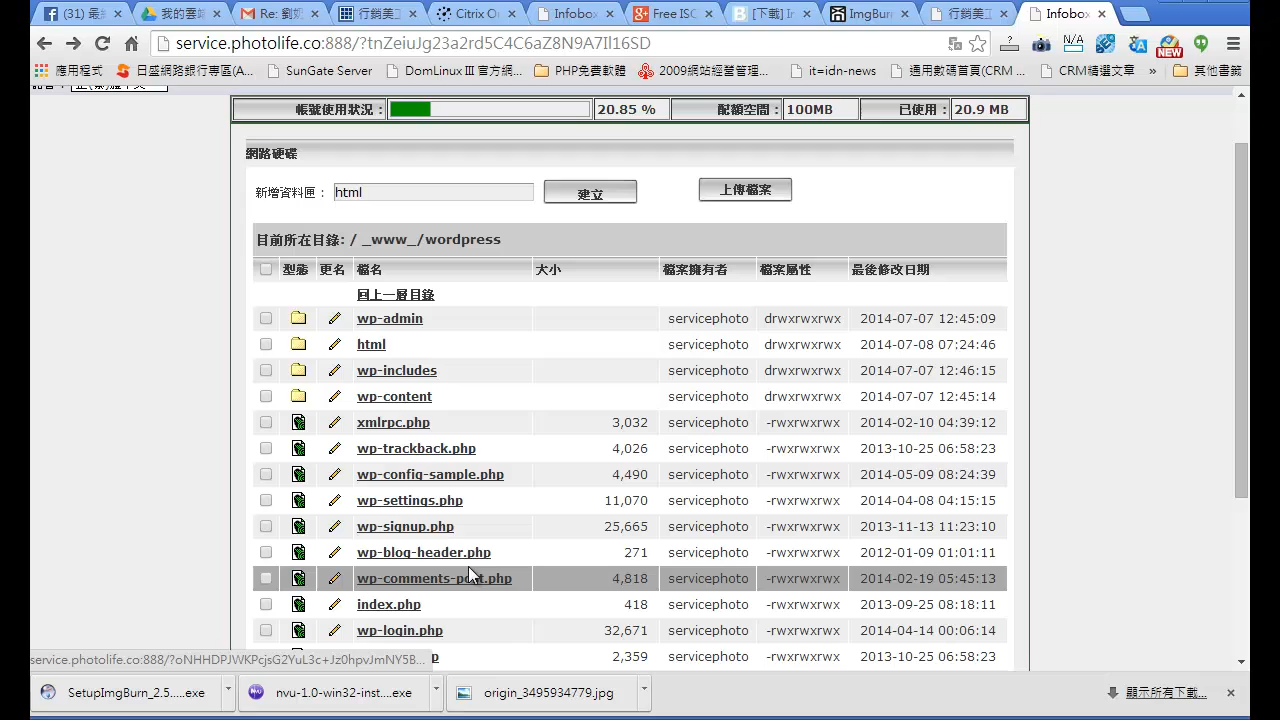 最新
我的雲端
Re: 劉
行銷美工
Citrix O
Infobox
Free ISO
[下載] I
ImgBur
行銷美工
Infobox
service.photolife.co:888/?tnZeiuJg23a2rd5C4C6aZ8N9A7Il16SD
N/A
NEW
應用程式
日盛網路銀行專區(A...
SunGate Server
DomLinux III 官方網...
PHP免費軟體
2009網站經營管理...
it=idn-news
通用數碼首頁(CRM ...
CRM精選文章
»
其他書籤
帳號使用狀況：
20.85 %
配額空間：
100MB
已使用：
20.9 MB
網路硬碟
新增資料匣：
html
建立
上傳檔案
目前所在目錄: / _www_/wordpress
型態 更名 檔名 大小 檔案擁有者 檔案屬性 最後修改日期
回上一層目錄
wp-admin servicephoto drwxrwxrwx 2014-07-07 12:45:09
html servicephoto drwxrwxrwx 2014-07-08 07:24:46
wp-includes servicephoto drwxrwxrwx 2014-07-07 12:46:15
wp-content servicephoto drwxrwxrwx 2014-07-07 12:45:14
xmlrpc.php 3,032 servicephoto -rwxrwxrwx 2014-02-10 04:39:12
wp-trackback.php 4,026 servicephoto -rwxrwxrwx 2013-10-25 06:58:23
wp-config-sample.php 4,490 servicephoto -rwxrwxrwx 2014-05-09 08:24:39
wp-settings.php 11,070 servicephoto -rwxrwxrwx 2014-04-08 04:15:15
wp-signup.php 25,665 servicephoto -rwxrwxrwx 2013-11-13 11:23:10
wp-blog-header.php 271 servicephoto -rwxrwxrwx 2012-01-09 01:01:11
wp-comments-post.php 4,818 servicephoto -rwxrwxrwx 2014-02-19 05:45:13
index.php 418 servicephoto -rwxrwxrwx 2013-09-25 08:18:11
wp-login.php 32,671 servicephoto -rwxrwxrwx 2014-04-14 00:06:14
p 2,359 servicephoto -rwxrwxrwx 2013-10-25 06:58:23
service.photolife.co:888/?oNHHDPJWKPcjsG2YuL3c+Jz0hpvJmNY5B...
SetupImgBurn_2.5....exe
nvu-1.0-win32-inst....exe
origin_3495934779.jpg
顯示所有下載...